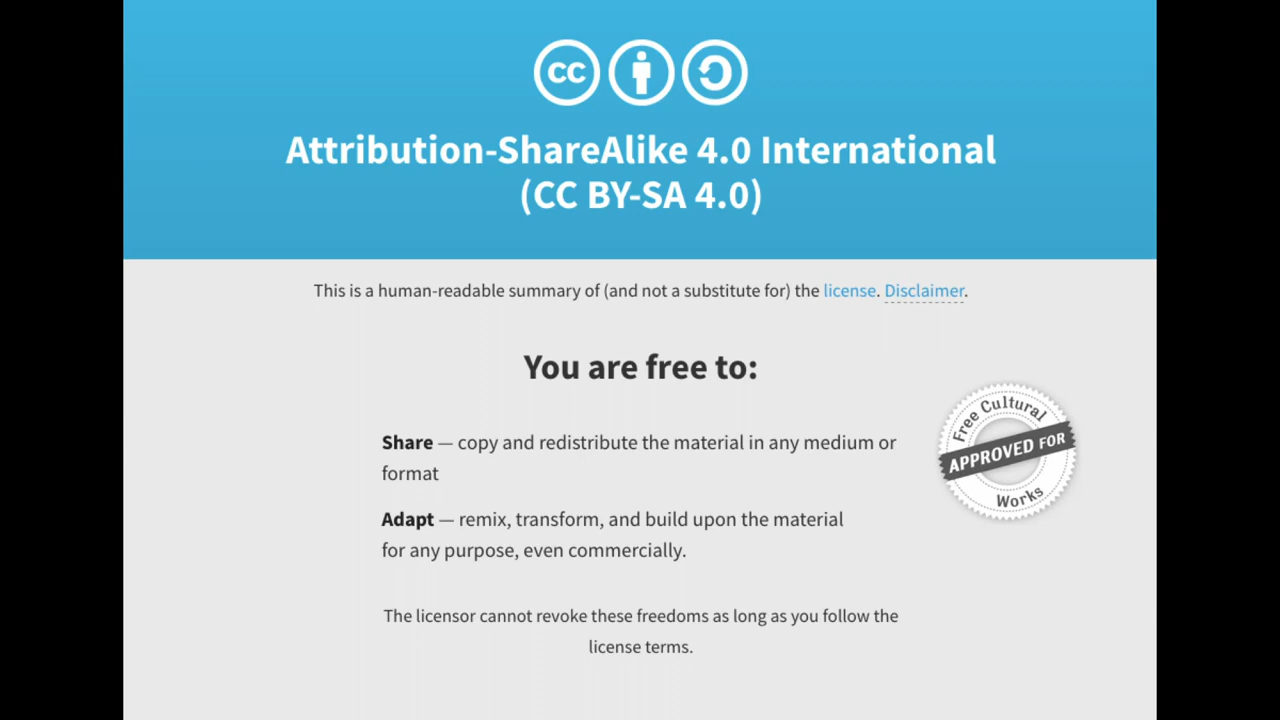 cc
Attribution-ShareAlike 4.0 International
(CC BY-SA 4.0)
This is a human-readable summary of (and not a substitute for) the license. Disclaimer.
You are free to:
Share — copy and redistribute the material in any medium or
format
Adapt — remix, transform, and build upon the material
for any purpose, even commercially.
Free Cultural
APPROVED FOR
Works
The licensor cannot revoke these freedoms as long as you follow the
license terms.